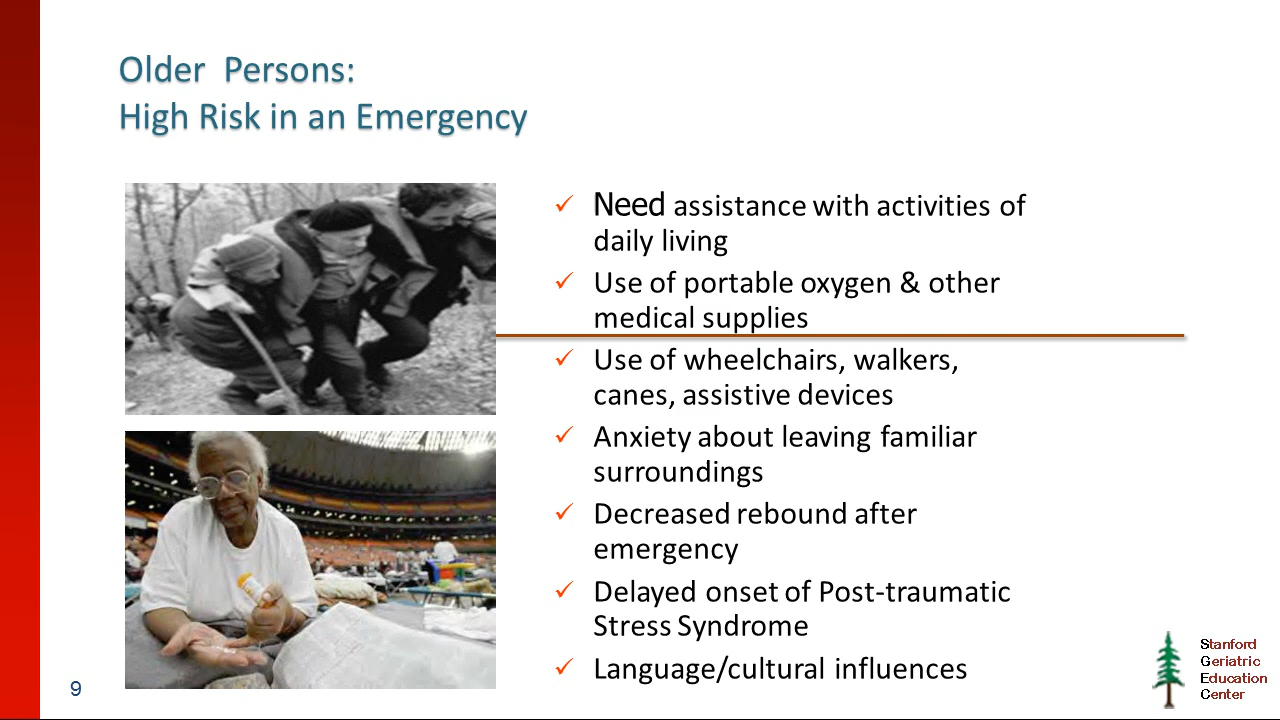 Older Persons:
High Risk in an Emergency
✓ Need assistance with activities of
daily living
✓ Use of portable oxygen & other
medical supplies
✓ Use of wheelchairs, walkers,
canes, assistive devices
✓ Anxiety about leaving familiar
surroundings
✓ Decreased rebound after
emergency
✓ Delayed onset of Post-traumatic
Stress Syndrome
✓ Language/cultural influences
9
Stanford
Geriatric
Education
Center